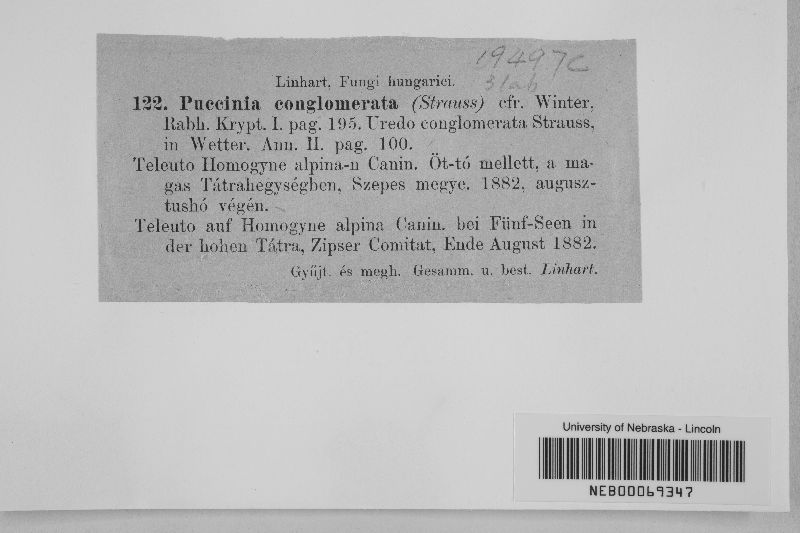 19497c
3lab
Linhart, Fungi hungarici.
122. Puccinia conglomerata (Strauss) cfr. Winter,
Rabh. Krypt. I. pag. 195. Uredo conglomerata Strauss,
in Wetter. Ann. II. pag. 100.
Teleuto Homogyne alpina-n Canin. Öt-tó mellett, a ma-
gas Tátrahegységben, Szepes megye. 1882, augusz-
tushó végén.
Teleuto auf Homogyne alpina Canin. bei Fünf-Seen in
der hohen Tátra, Zipser Comitat, Ende August 1882.
Gyűjt. és megh. Gesamm. u. best. Linhart.
University of Nebraska - Lincoln
NEB00069347